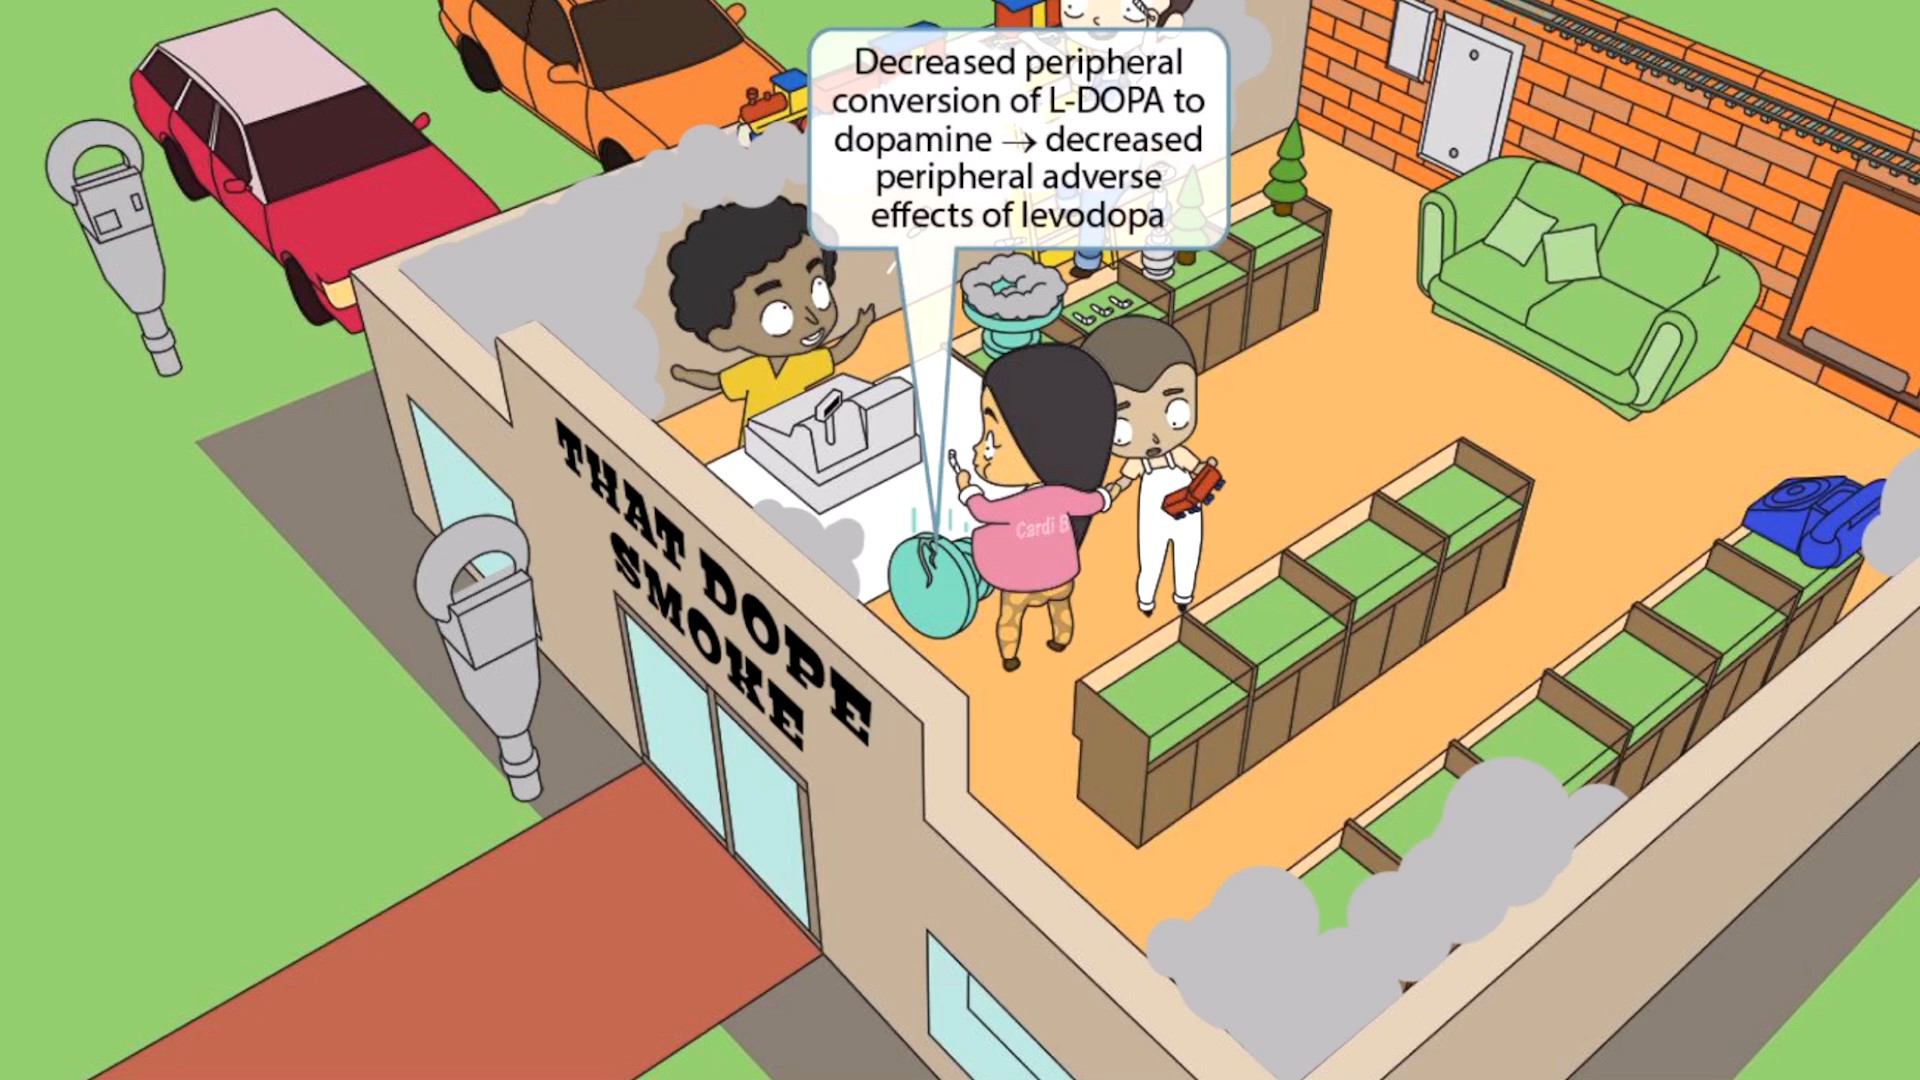 Decreased peripheral
conversion of L-DOPA to
dopamine → decreased
peripheral adverse
effects of levodopa
Cardi B
THAT DOPE
SMOKE